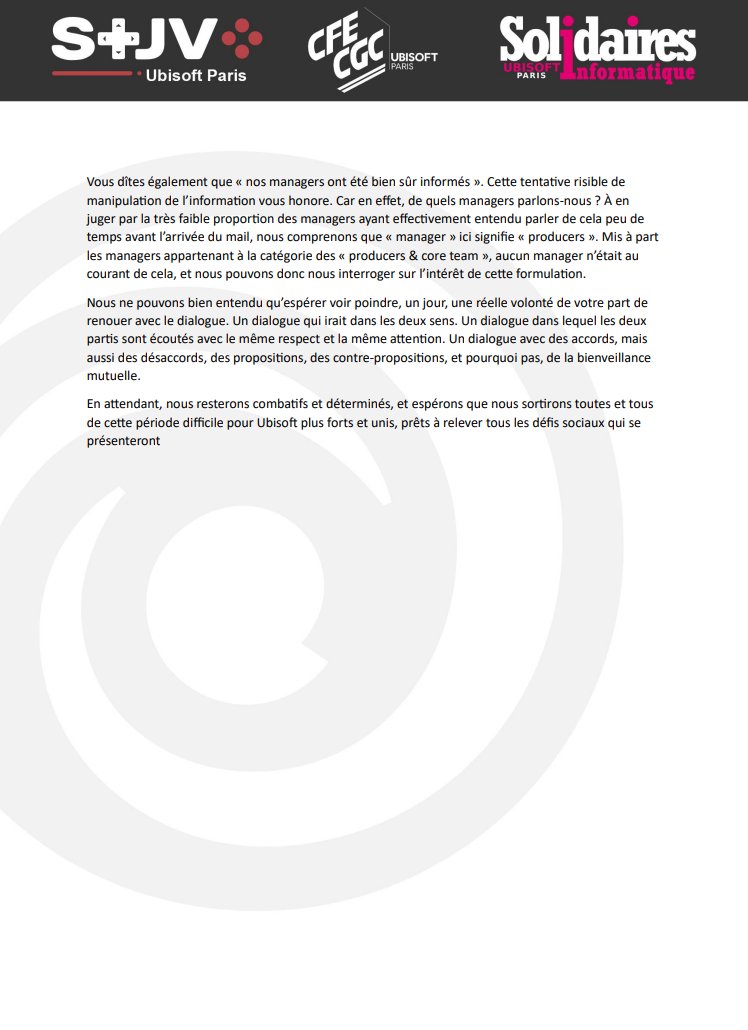 S+JV
Ubisoft Paris
CFE
CGC
UBISOFT
PARIS
Solidaires
UBISOFT
PARIS
Informatique
Vous dîtes également que « nos managers ont été bien sûr informés ». Cette tentative risible de
manipulation de l’information vous honore. Car en effet, de quels managers parlons-nous ? À en
juger par la très faible proportion des managers ayant effectivement entendu parler de cela peu de
temps avant l’arrivée du mail, nous comprenons que « manager » ici signifie « producers ». Mis à part
les managers appartenant à la catégorie des « producers & core team », aucun manager n’était au
courant de cela, et nous pouvons donc nous interroger sur l’intérêt de cette formulation.
Nous ne pouvons bien entendu qu’espérer voir poindre, un jour, une réelle volonté de votre part de
renouer avec le dialogue. Un dialogue qui irait dans les deux sens. Un dialogue dans lequel les deux
partis sont écoutés avec le même respect et la même attention. Un dialogue avec des accords, mais
aussi des désaccords, des propositions, des contre-propositions, et pourquoi pas, de la bienveillance
mutuelle.
En attendant, nous resterons combatifs et déterminés, et espérons que nous sortirons toutes et tous
de cette période difficile pour Ubisoft plus forts et unis, prêts à relever tous les défis sociaux qui se
présenteront